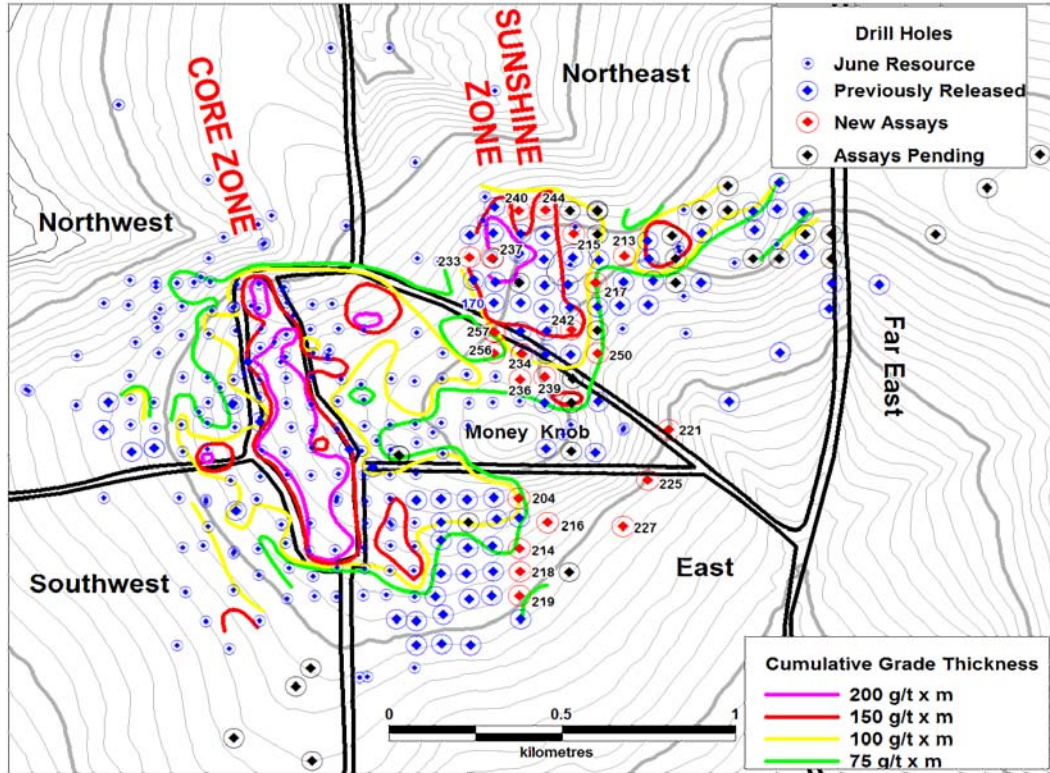 Drill Holes
June Resource
Previously Released
New Assays
Assays Pending
Northeast
SUNSHINE
ZONE
CORE ZONE
Northwest
240
244
215
213
237
233
217
170
242
257
256
234
250
236
239
Far East
Money Knob
221
225
204
216
227
214
218
219
East
Southwest
0
0.5
1
kilometres
Cumulative Grade Thickness
200 g/t x m
150 g/t x m
100 g/t x m
75 g/t x m